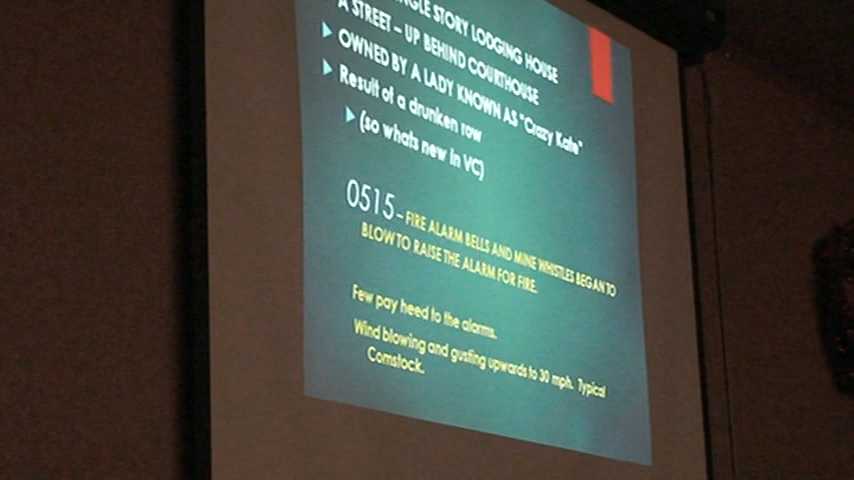 SINGLE STORY LODGING HOUSE
A STREET – UP BEHIND COURTHOUSE
OWNED BY A LADY KNOWN AS "Crazy Kate"
Result of a drunken row
(so whats new in VC)
0515 – FIRE ALARM BELLS AND MINE WHISTLES BEGAN TO
BLOW TO RAISE THE ALARM FOR FIRE.
Few pay heed to the alarms.
Wind blowing and gusting upwards to 30 mph. Typical
Comstock.